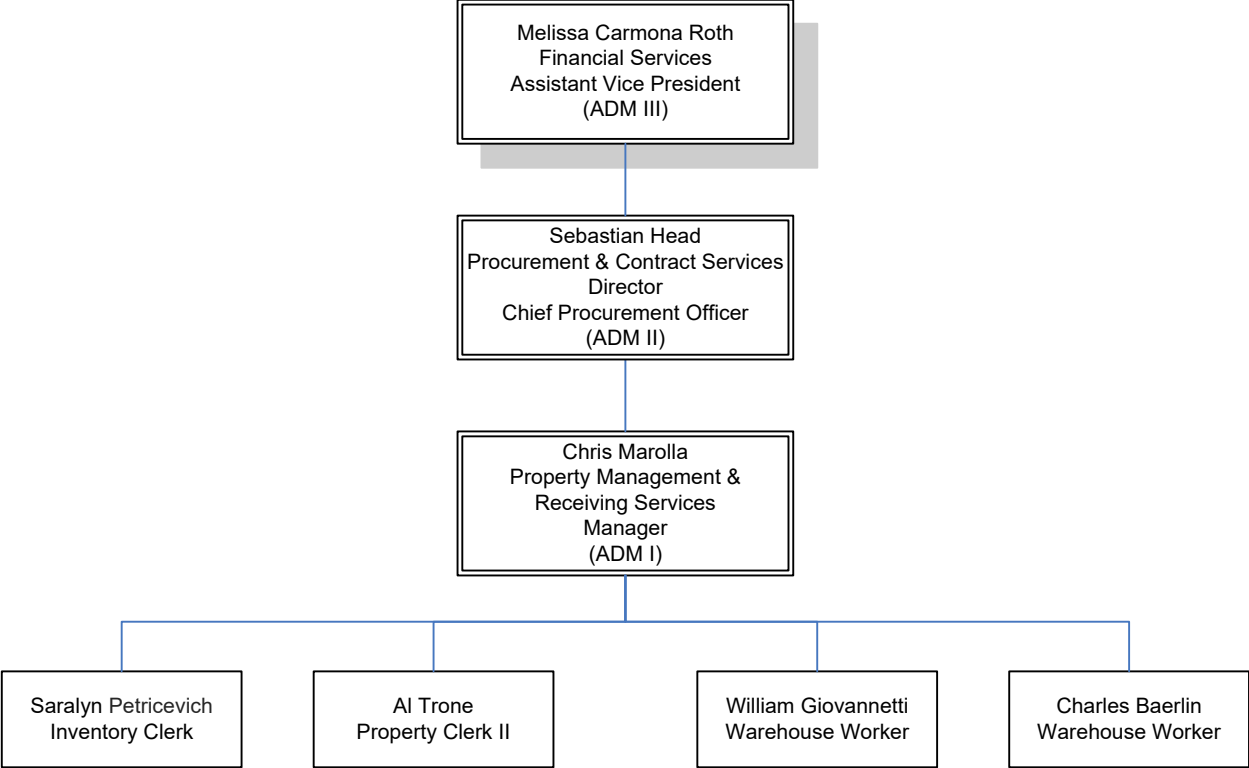 Melissa Carmona Roth
Financial Services
Assistant Vice President
(ADM III)
Sebastian Head
Procurement & Contract Services
Director
Chief Procurement Officer
(ADM II)
Chris Marolla
Property Management &
Receiving Services
Manager
(ADM I)
Saralyn Petricevich
Inventory Clerk
Al Trone
Property Clerk II
William Giovannetti
Warehouse Worker
Charles Baerlin
Warehouse Worker